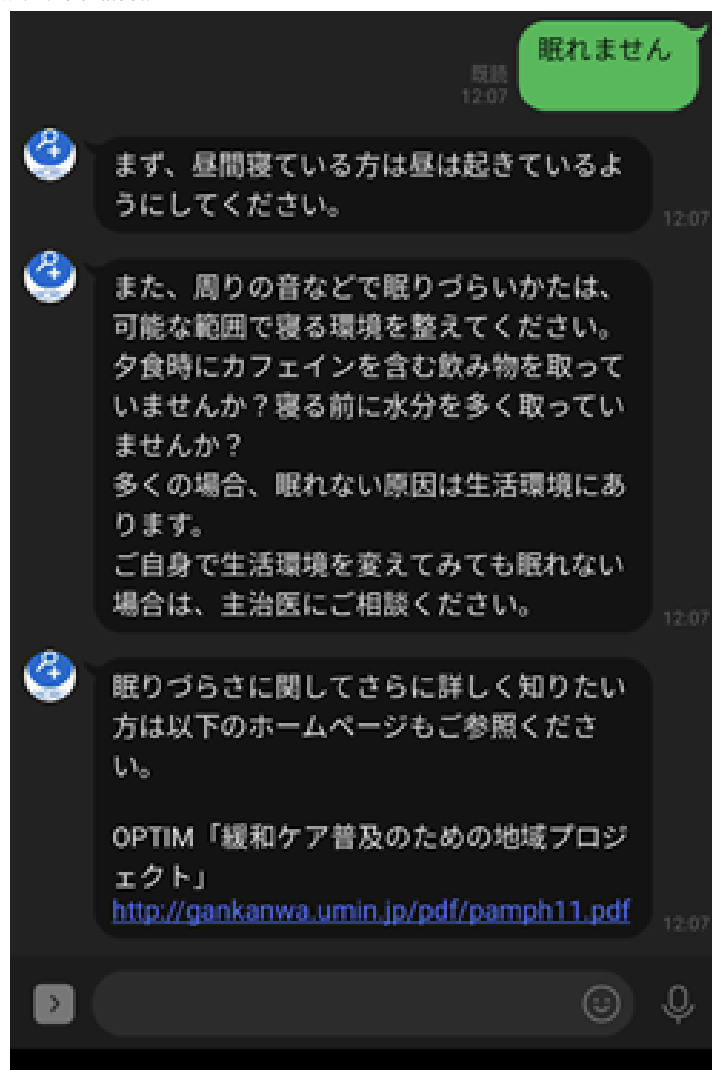 眠れません
既読
12:07
まず、昼間寝ている方は昼は起きているよ
うにしてください。
12:07
また、周りの音などで眠りづらいかたは、
可能な範囲で寝る環境を整えてください。
夕食時にカフェインを含む飲み物を取って
いませんか？寝る前に水分を多く取ってい
ませんか？
多くの場合、眠れない原因は生活環境にあ
ります。
ご自身で生活環境を変えてみても眠れない
場合は、主治医にご相談ください。
12:07
眠りづらさに関してさらに詳しく知りたい
方は以下のホームページもご参照くださ
い。
OPTIM「緩和ケア普及のための地域プロジ
ェクト」
http://gankanwa.umin.jp/pdf/pamph11.pdf
12:07